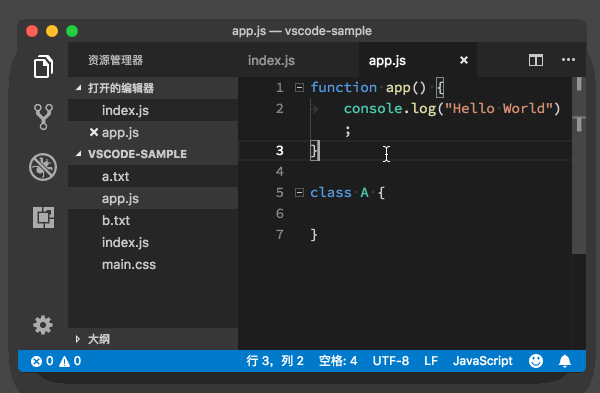 app.js — vscode-sample
资源管理器
打开的编辑器
index.js
app.js
VSCODE-SAMPLE
a.txt
app.js
b.txt
index.js
main.css
大纲
index.js
app.js
1 function app() {
2 console.log("Hello World")
;
3 }
4
5 class A {
6
7 }
0 0
行 3，列 2 空格: 4 UTF-8 LF JavaScript